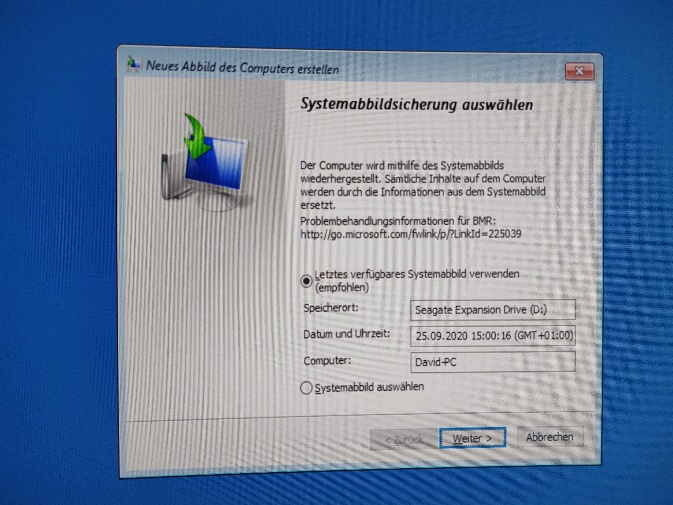 Neues Abbild des Computers erstellen
Systemabbildsicherung auswählen
Der Computer wird mithilfe des Systemabbilds
wiederhergestellt. Sämtliche Inhalte auf dem Computer
werden durch die Informationen aus dem Systemabbild
ersetzt.
Problembehandlungsinformationen für BMR:
http://go.microsoft.com/fwlink/p/?LinkId=225039
Letztes verfügbares Systemabbild verwenden
(empfohlen)
Speicherort: Seagate Expansion Drive (D:)
Datum und Uhrzeit: 25.09.2020 15:00:16 (GMT+01:00)
Computer: David-PC
Systemabbild auswählen
< Zurück Weiter > Abbrechen